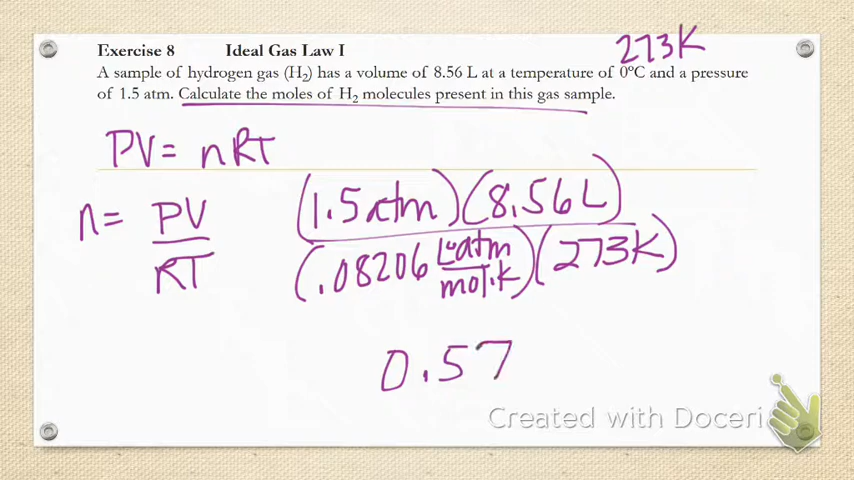 Exercise 8 Ideal Gas Law I
273K
A sample of hydrogen gas (H₂) has a volume of 8.56 L at a temperature of 0°C and a pressure
of 1.5 atm. Calculate the moles of H₂ molecules present in this gas sample.
PV = nRT
n = PV/RT (1.5 atm)(8.56 L)
(.08206 L·atm/mol·K)(273K)
0.57
Created with Doceri